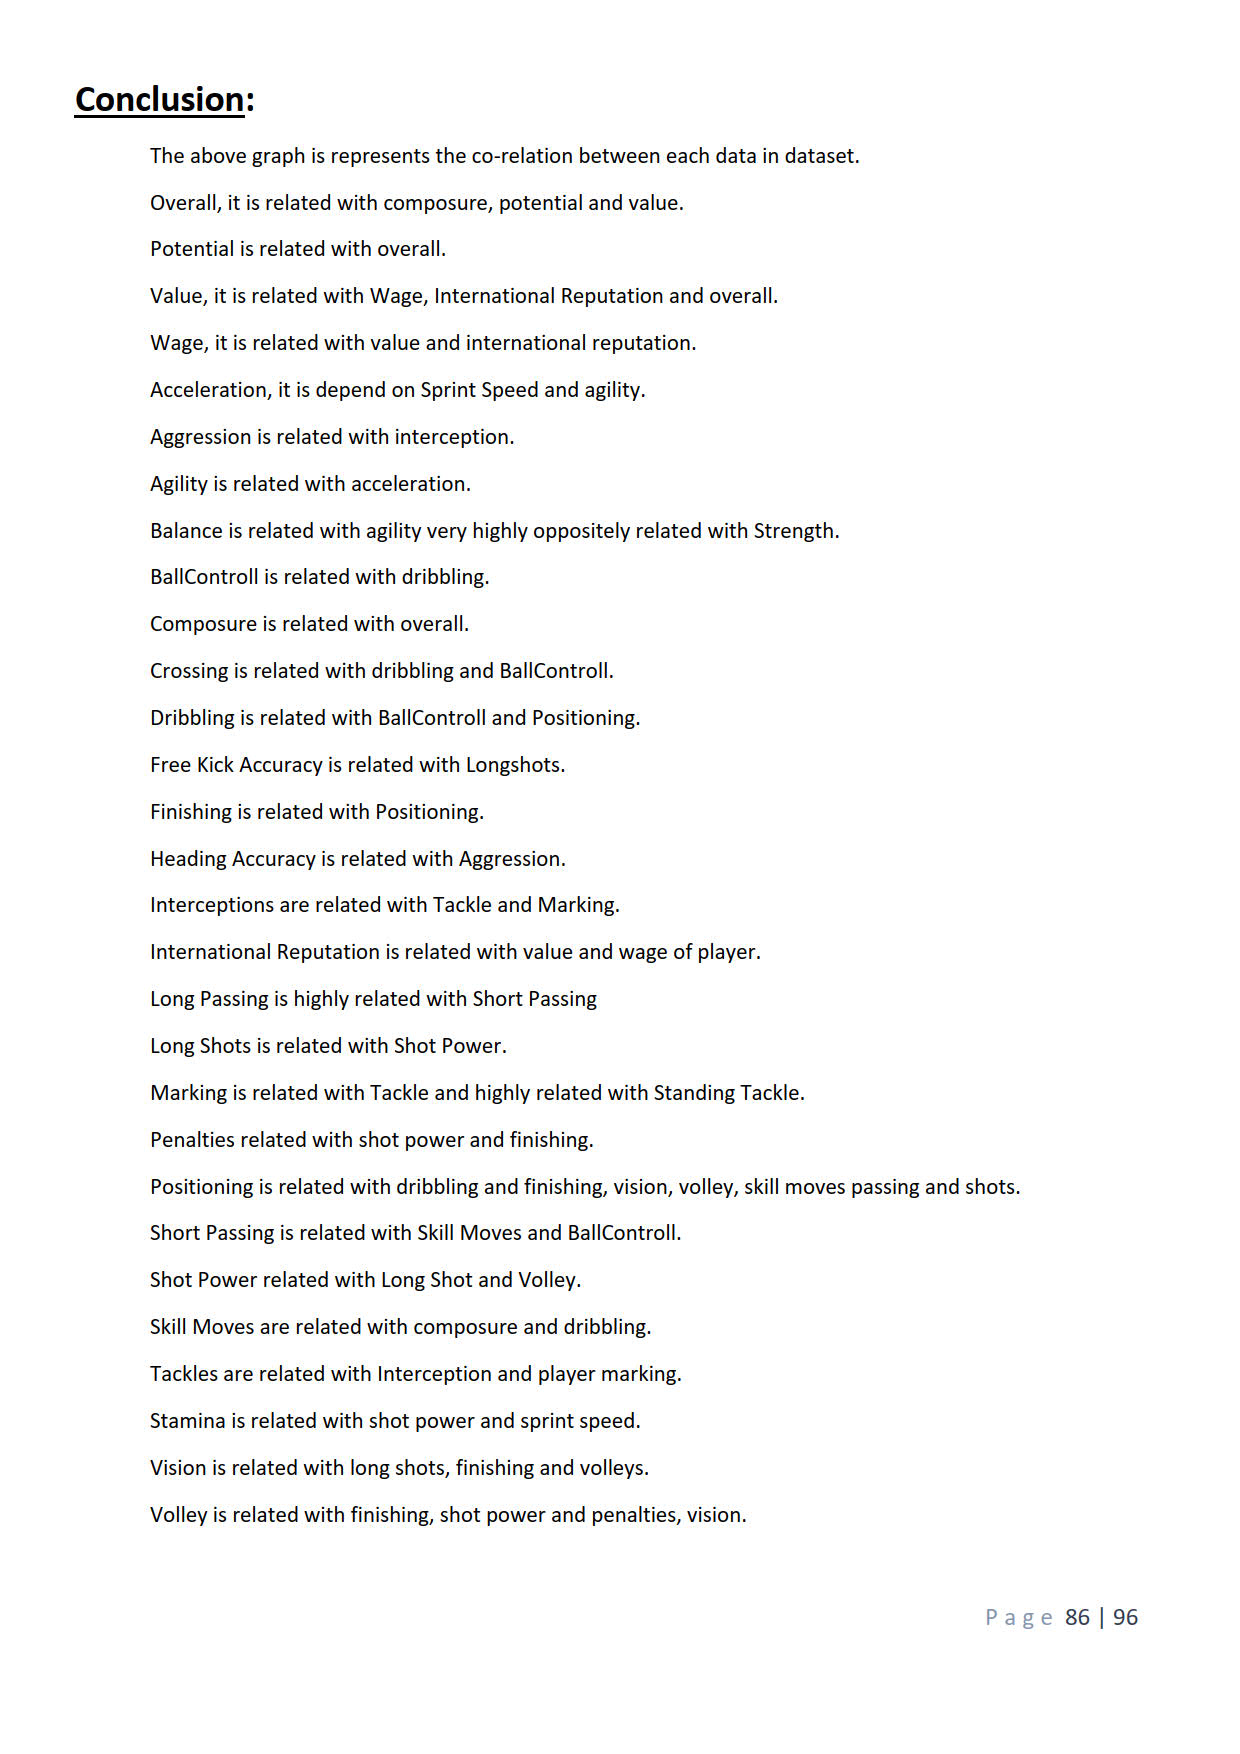 Conclusion:
The above graph is represents the co-relation between each data in dataset.
Overall, it is related with composure, potential and value.
Potential is related with overall.
Value, it is related with Wage, International Reputation and overall.
Wage, it is related with value and international reputation.
Acceleration, it is depend on Sprint Speed and agility.
Aggression is related with interception.
Agility is related with acceleration.
Balance is related with agility very highly oppositely related with Strength.
BallControll is related with dribbling.
Composure is related with overall.
Crossing is related with dribbling and BallControll.
Dribbling is related with BallControll and Positioning.
Free Kick Accuracy is related with Longshots.
Finishing is related with Positioning.
Heading Accuracy is related with Aggression.
Interceptions are related with Tackle and Marking.
International Reputation is related with value and wage of player.
Long Passing is highly related with Short Passing
Long Shots is related with Shot Power.
Marking is related with Tackle and highly related with Standing Tackle.
Penalties related with shot power and finishing.
Positioning is related with dribbling and finishing, vision, volley, skill moves passing and shots.
Short Passing is related with Skill Moves and BallControll.
Shot Power related with Long Shot and Volley.
Skill Moves are related with composure and dribbling.
Tackles are related with Interception and player marking.
Stamina is related with shot power and sprint speed.
Vision is related with long shots, finishing and volleys.
Volley is related with finishing, shot power and penalties, vision.
Page 86 | 96